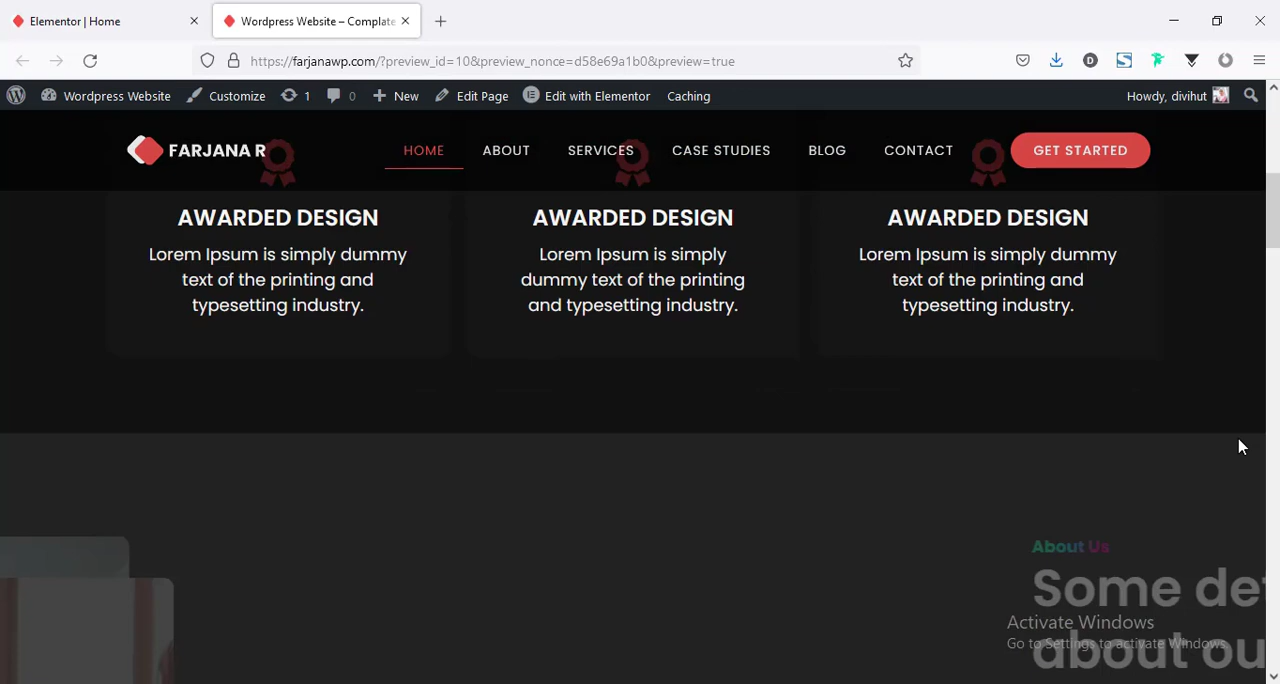 Elementor | Home
Wordpress Website – Complate
https://farjanawp.com/?preview_id=10&preview_nonce=d58e69a1b0&preview=true
Wordpress Website
Customize
1
0
New
Edit Page
Edit with Elementor
Caching
Howdy, divihut
FARJANA R
HOME
ABOUT
SERVICES
CASE STUDIES
BLOG
CONTACT
GET STARTED
AWARDED DESIGN
Lorem Ipsum is simply dummy
text of the printing and
typesetting industry.
AWARDED DESIGN
Lorem Ipsum is simply
dummy text of the printing
and typesetting industry.
AWARDED DESIGN
Lorem Ipsum is simply dummy
text of the printing and
typesetting industry.
About Us
Some det
about ou
Activate Windows
Go to Settings to activate Windows.